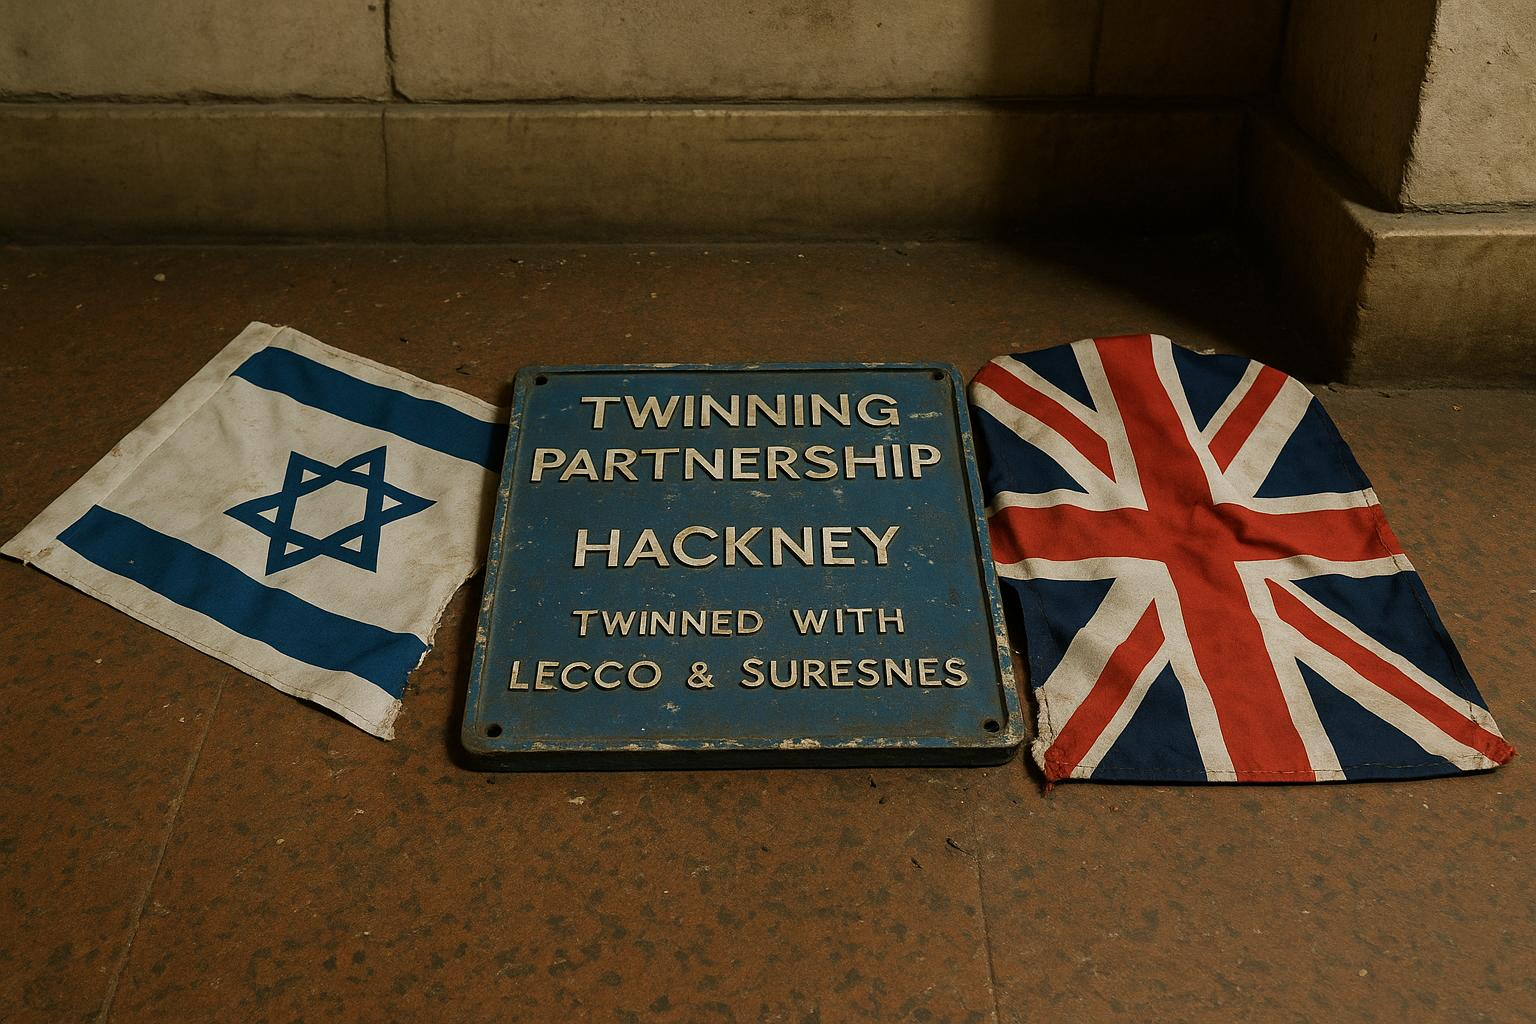 TWINNING
PARTNERSHIP
HACKNEY
TWINNED WITH
LECCO & SURESNES